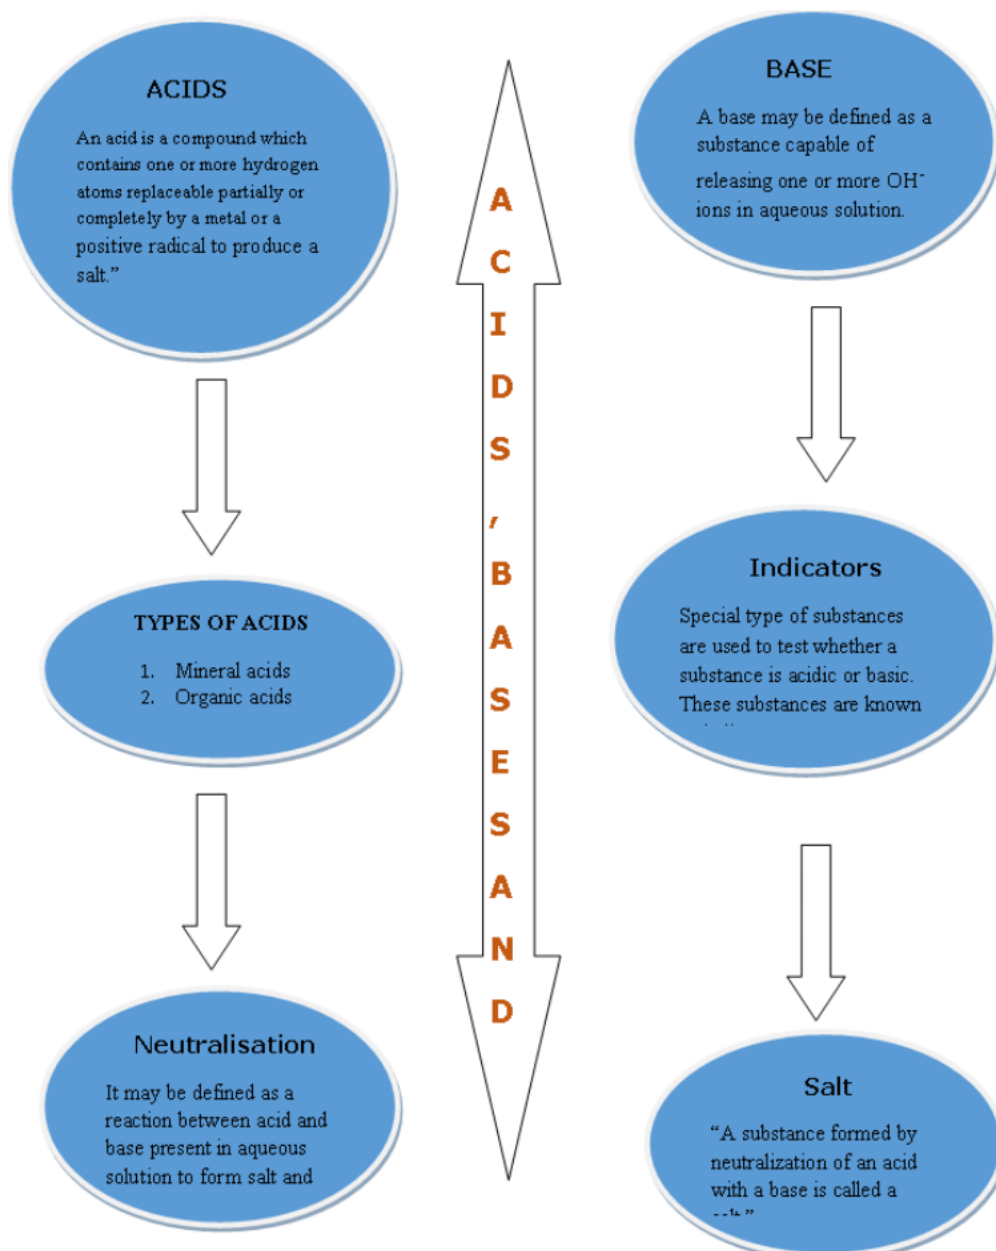 ACIDS
An acid is a compound which
contains one or more hydrogen
atoms replaceable partially or
completely by a metal or a
positive radical to produce a
salt.”
TYPES OF ACIDS
1. Mineral acids
2. Organic acids
Neutralisation
It may be defined as a
reaction between acid and
base present in aqueous
solution to form salt and
A
C
I
D
S
,
B
A
S
E
S
A
N
D
BASE
A base may be defined as a
substance capable of
releasing one or more OH⁻
ions in aqueous solution.
Indicators
Special type of substances
are used to test whether a
substance is acidic or basic.
These substances are known
Salt
“A substance formed by
neutralization of an acid
with a base is called a